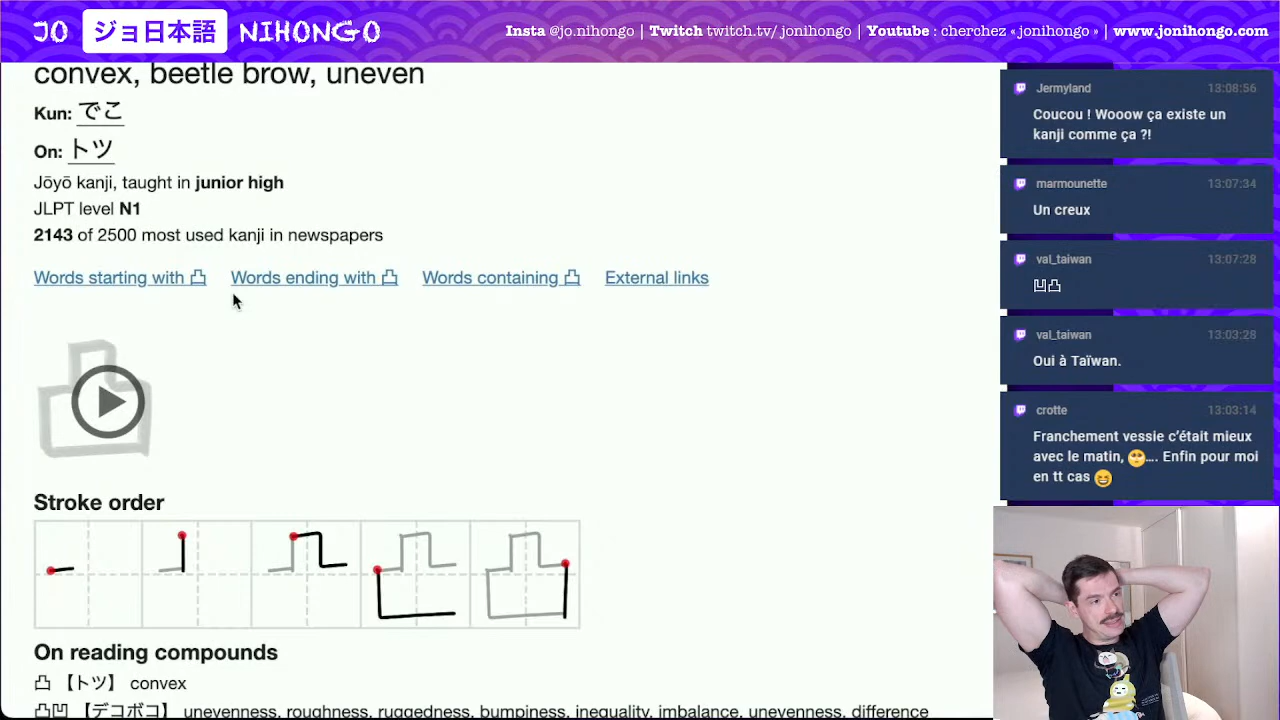 JO ジョ日本語 NIHONGO
Insta @jo.nihongo | Twitch twitch.tv/ jonihongo | Youtube : cherchez « jonihongo » | www.jonihongo.com
convex, beetle brow, uneven
Kun: でこ
On: トツ
Jōyō kanji, taught in junior high
JLPT level N1
2143 of 2500 most used kanji in newspapers
Words starting with 凸 Words ending with 凸 Words containing 凸 External links
Stroke order
On reading compounds
凸 【トツ】 convex
凸凹 【デコボコ】 unevenness, roughness, ruggedness, bumpiness, inequality, imbalance, unevenness, difference
Jermyland 13:08:56
Coucou ! Wooow ça existe un
kanji comme ça ?!
marmounette 13:07:34
Un creux
val_taiwan 13:07:28
凹凸
val_taiwan 13:03:28
Oui à Taïwan.
crotte 13:03:14
Franchement vessie c’était mieux
avec le matin, 🥺…. Enfin pour moi
en tt cas 😆